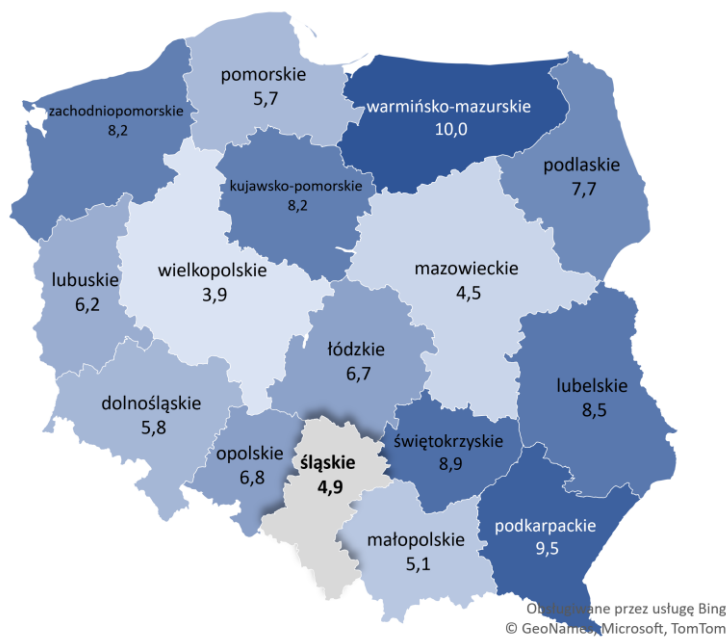 pomorskie
5,7
zachodniopomorskie
8,2
warmińsko-mazurskie
10,0
podlaskie
7,7
kujawsko-pomorskie
8,2
wielkopolskie
3,9
mazowieckie
4,5
lubuskie
6,2
łódzkie
6,7
lubelskie
8,5
dolnośląskie
5,8
opolskie
6,8
śląskie
4,9
świętokrzyskie
8,9
małopolskie
5,1
podkarpackie
9,5
przez usługę Bing
© GeoNames, Microsoft, TomTom